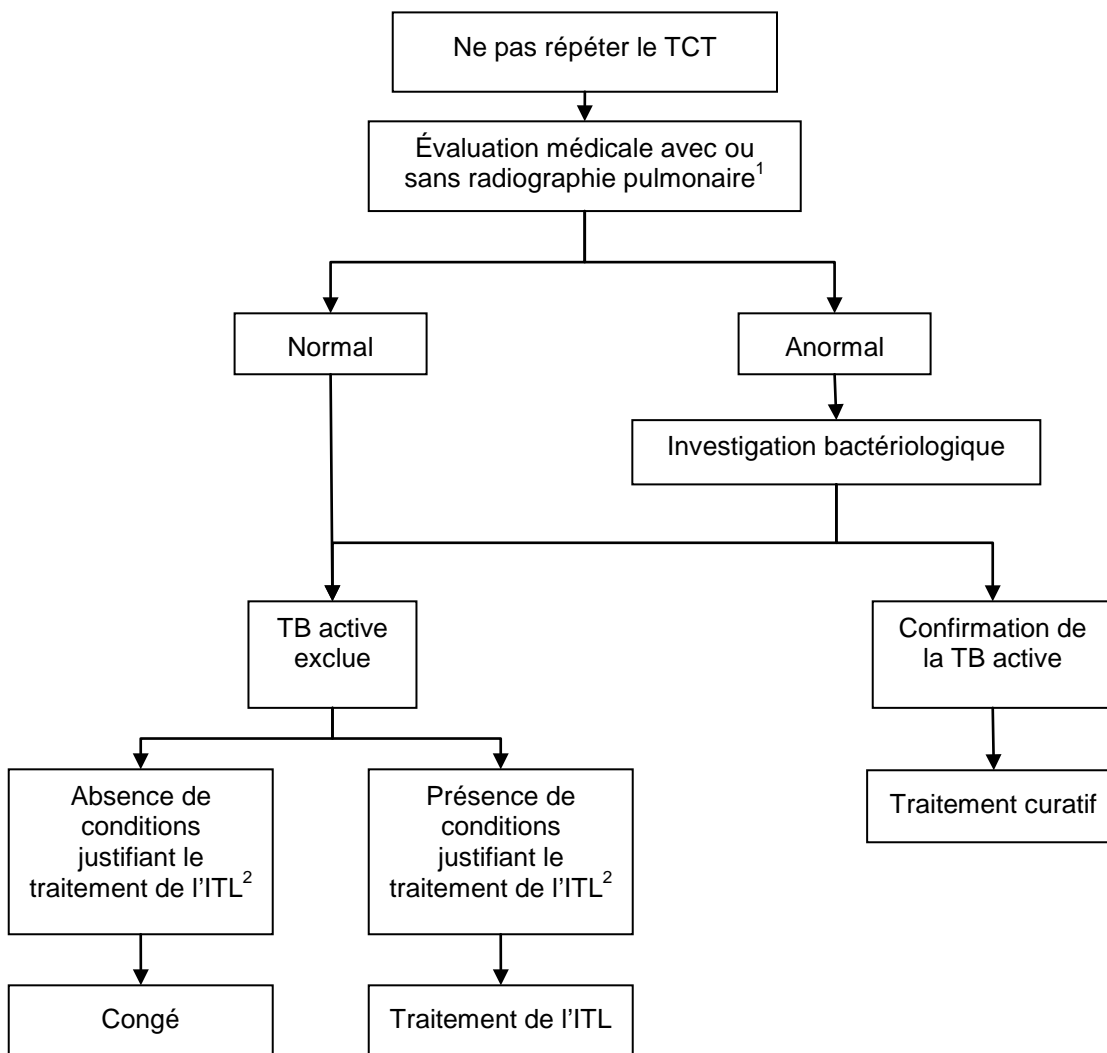 Ne pas répéter le TCT
Évaluation médicale avec ou
sans radiographie pulmonaire¹
Normal
Anormal
Investigation bactériologique
TB active
exclue
Confirmation de
la TB active
Absence de
conditions
justifiant le
traitement de l'ITL²
Présence de
conditions
justifiant le
traitement de l'ITL²
Traitement curatif
Congé
Traitement de l'ITL